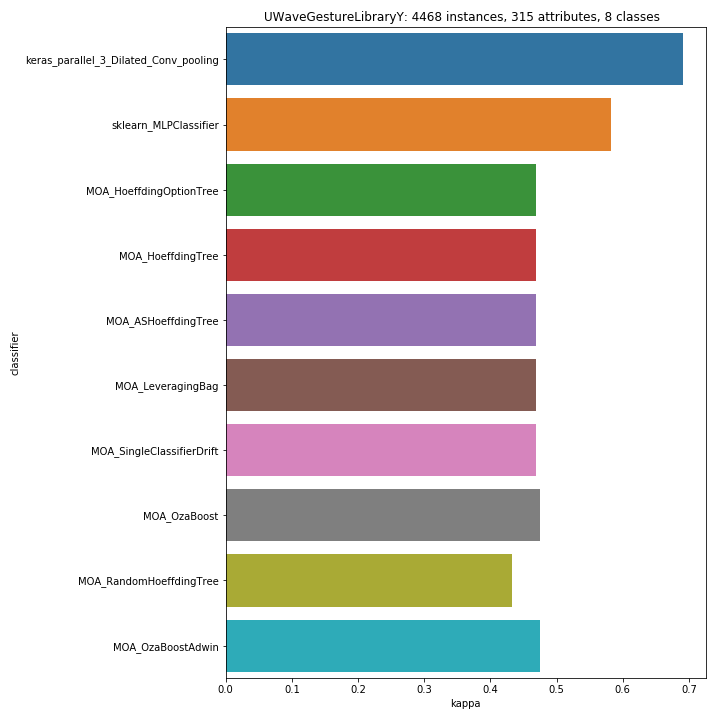 UWaveGestureLibraryY: 4468 instances, 315 attributes, 8 classes
classifier
keras_parallel_3_Dilated_Conv_pooling
sklearn_MLPClassifier
MOA_HoeffdingOptionTree
MOA_HoeffdingTree
MOA_ASHoeffdingTree
MOA_LeveragingBag
MOA_SingleClassifierDrift
MOA_OzaBoost
MOA_RandomHoeffdingTree
MOA_OzaBoostAdwin
0.0 0.1 0.2 0.3 0.4 0.5 0.6 0.7
kappa